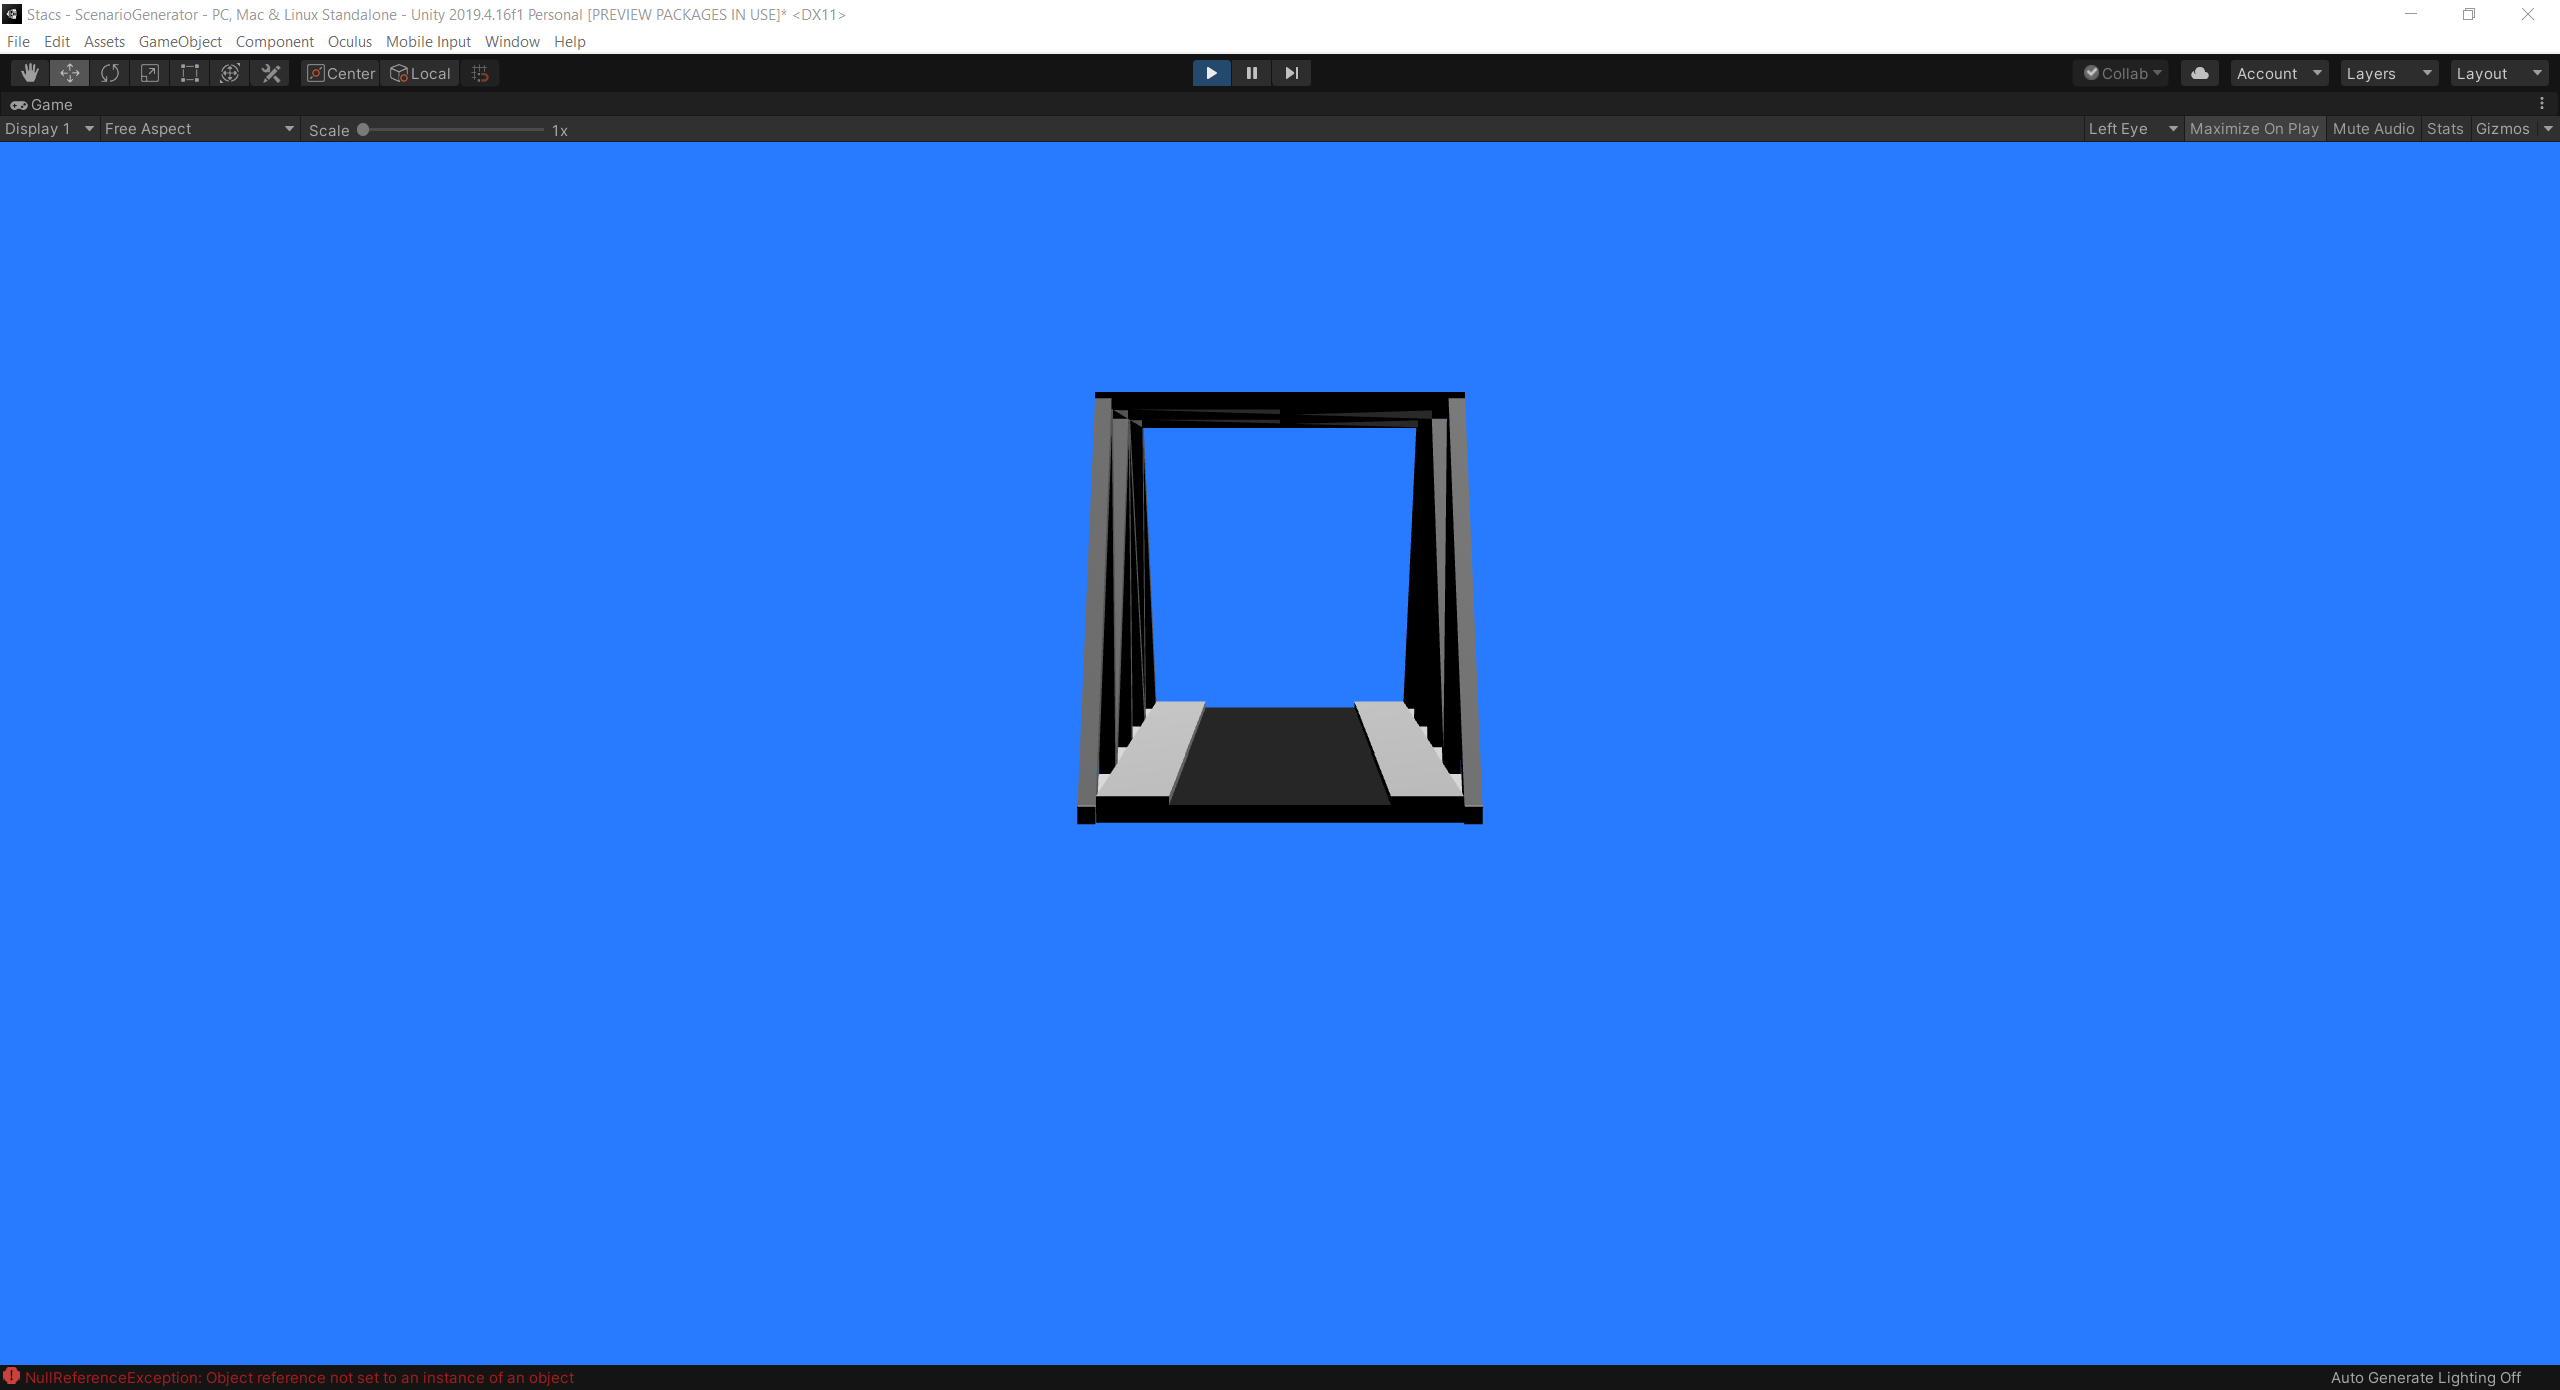 Stacs - ScenarioGenerator - PC, Mac & Linux Standalone - Unity 2019.4.16f1 Personal [PREVIEW PACKAGES IN USE]* <DX11>
File Edit Assets GameObject Component Oculus Mobile Input Window Help
Center Local Collab Account Layers Layout
Game
Display 1 Free Aspect Scale 1x Left Eye Maximize On Play Mute Audio Stats Gizmos
NullReferenceException: Object reference not set to an instance of an object Auto Generate Lighting Off